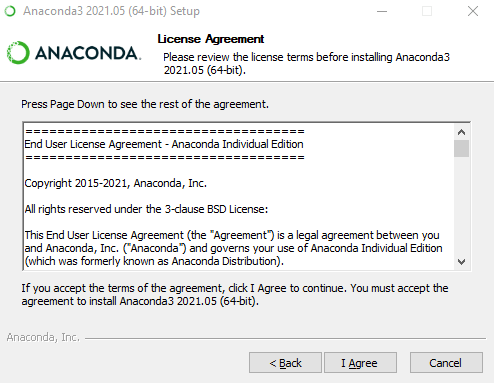 Anaconda3 2021.05 (64-bit) Setup
ANACONDA.
License Agreement
Please review the license terms before installing Anaconda3
2021.05 (64-bit).
Press Page Down to see the rest of the agreement.
===================================
End User License Agreement - Anaconda Individual Edition
===================================
Copyright 2015-2021, Anaconda, Inc.
All rights reserved under the 3-clause BSD License:
This End User License Agreement (the "Agreement") is a legal agreement between you
and Anaconda, Inc. ("Anaconda") and governs your use of Anaconda Individual Edition
(which was formerly known as Anaconda Distribution).
If you accept the terms of the agreement, click I Agree to continue. You must accept the
agreement to install Anaconda3 2021.05 (64-bit).
Anaconda, Inc.
< Back
I Agree
Cancel